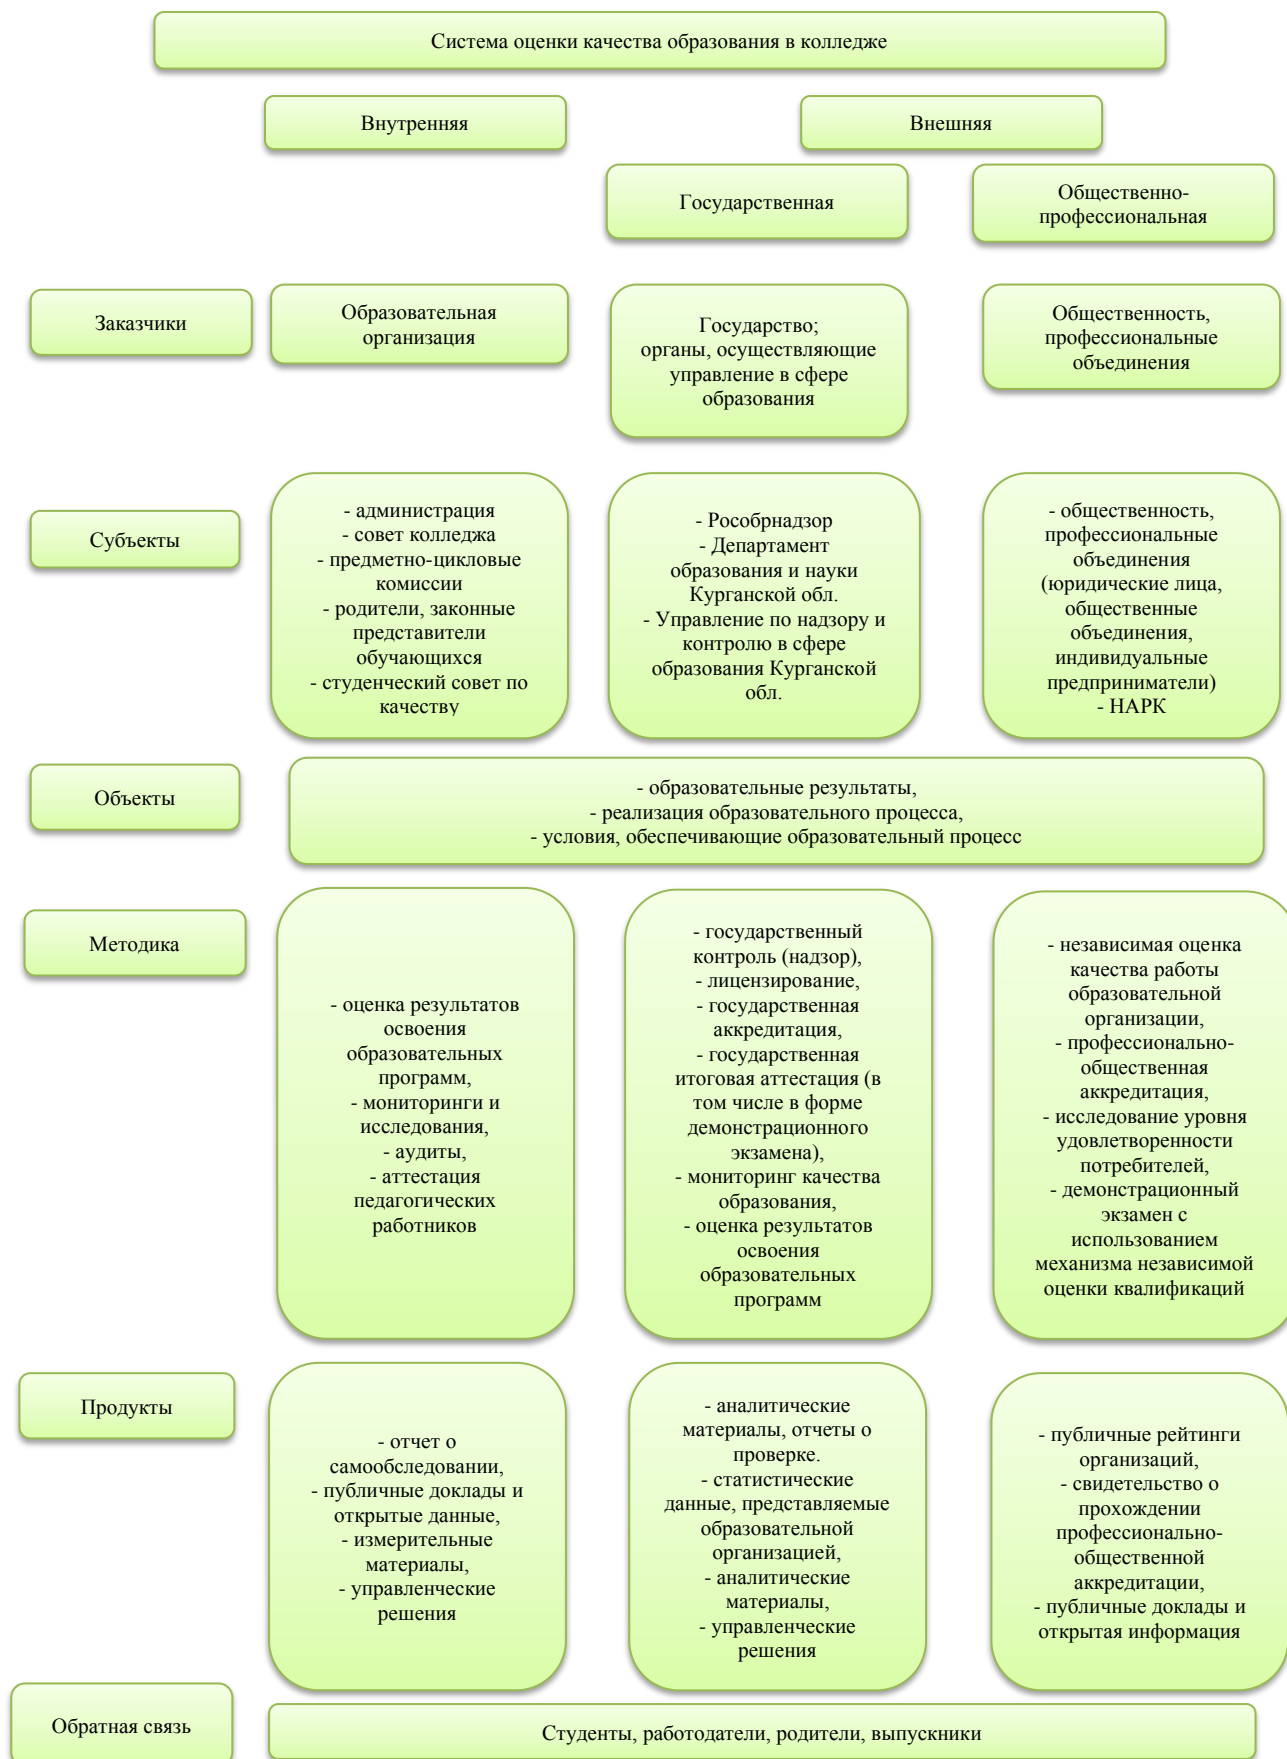 Система оценки качества образования в колледже
Внутренняя
Внешняя
Государственная
Общественно-
профессиональная
Заказчики
Образовательная
организация
Государство;
органы, осуществляющие
управление в сфере
образования
Общественность,
профессиональные
объединения
Субъекты
- администрация
- совет колледжа
- предметно-цикловые
комиссии
- родители, законные
представители
обучающихся
- студенческий совет по
качеству
- Рособрнадзор
- Департамент
образования и науки
Курганской обл.
- Управление по надзору и
контролю в сфере
образования Курганской
обл.
- общественность,
профессиональные
объединения
(юридические лица,
общественные
объединения,
индивидуальные
предприниматели)
- НАРК
Объекты
- образовательные результаты,
- реализация образовательного процесса,
- условия, обеспечивающие образовательный процесс
Методика
- оценка результатов
освоения
образовательных
программ,
- мониторинги и
исследования,
- аудиты,
- аттестация
педагогических
работников
- государственный
контроль (надзор),
- лицензирование,
- государственная
аккредитация,
- государственная
итоговая аттестация (в
том числе в форме
демонстрационного
экзамена),
- мониторинг качества
образования,
- оценка результатов
освоения
образовательных
программ
- независимая оценка
качества работы
образовательной
организации,
- профессионально-
общественная
аккредитация,
- исследование уровня
удовлетворенности
потребителей,
- демонстрационный
экзамен с
использованием
механизма независимой
оценки квалификаций
Продукты
- отчет о
самообследовании,
- публичные доклады и
открытые данные,
- измерительные
материалы,
- управленческие
решения
- аналитические
материалы, отчеты о
проверке.
- статистические
данные, представляемые
образовательной
организацией,
- аналитические
материалы,
- управленческие
решения
- публичные рейтинги
организаций,
- свидетельство о
прохождении
профессионально-
общественной
аккредитации,
- публичные доклады и
открытая информация
Обратная связь
Студенты, работодатели, родители, выпускники